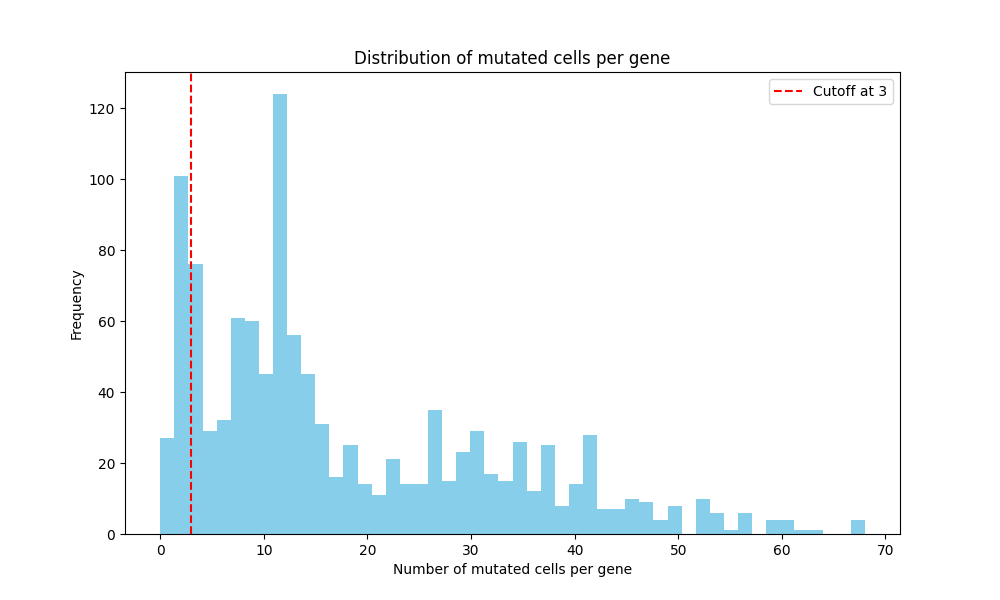 Distribution of mutated cells per gene
Cutoff at 3
120
100
80
60
40
20
0
Frequency
0 10 20 30 40 50 60 70
Number of mutated cells per gene